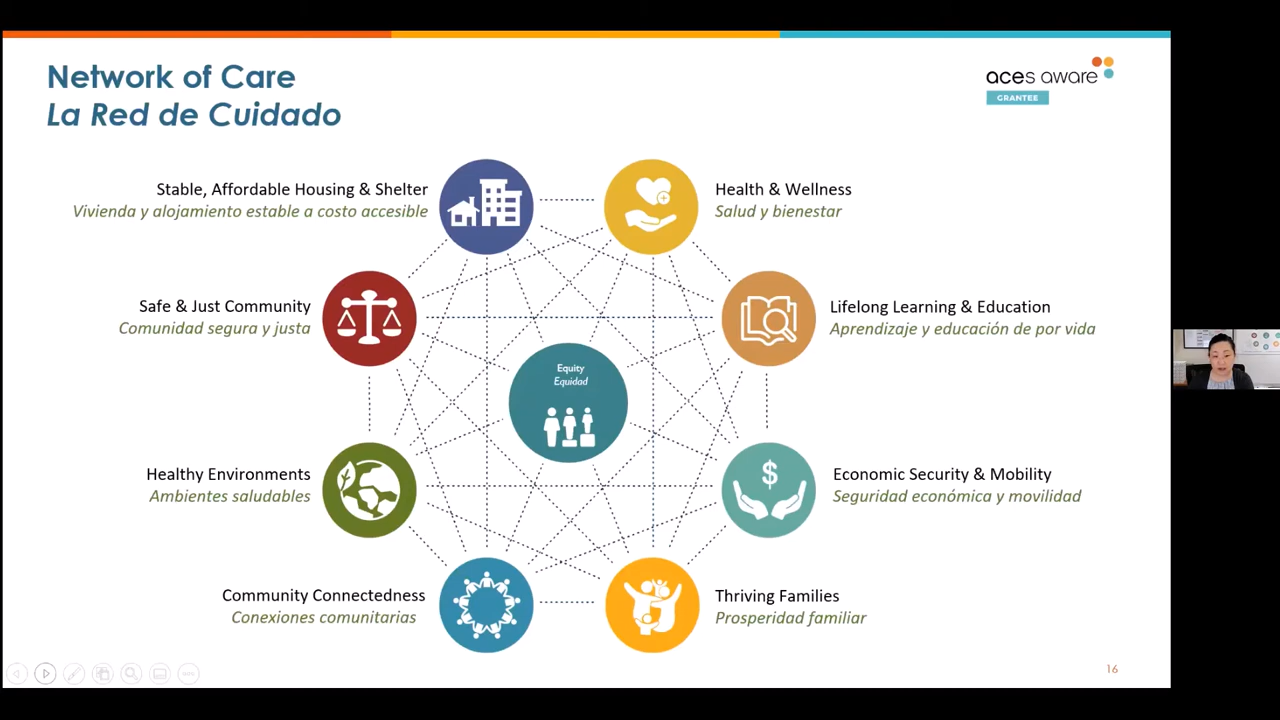 Network of Care
La Red de Cuidado
aces aware
GRANTEE
Stable, Affordable Housing & Shelter
Vivienda y alojamiento estable a costo accesible
Health & Wellness
Salud y bienestar
Safe & Just Community
Comunidad segura y justa
Lifelong Learning & Education
Aprendizaje y educación de por vida
Equity
Equidad
$
Healthy Environments
Ambientes saludables
Economic Security & Mobility
Seguridad económica y movilidad
Community Connectedness
Conexiones comunitarias
Thriving Families
Prosperidad familiar
16